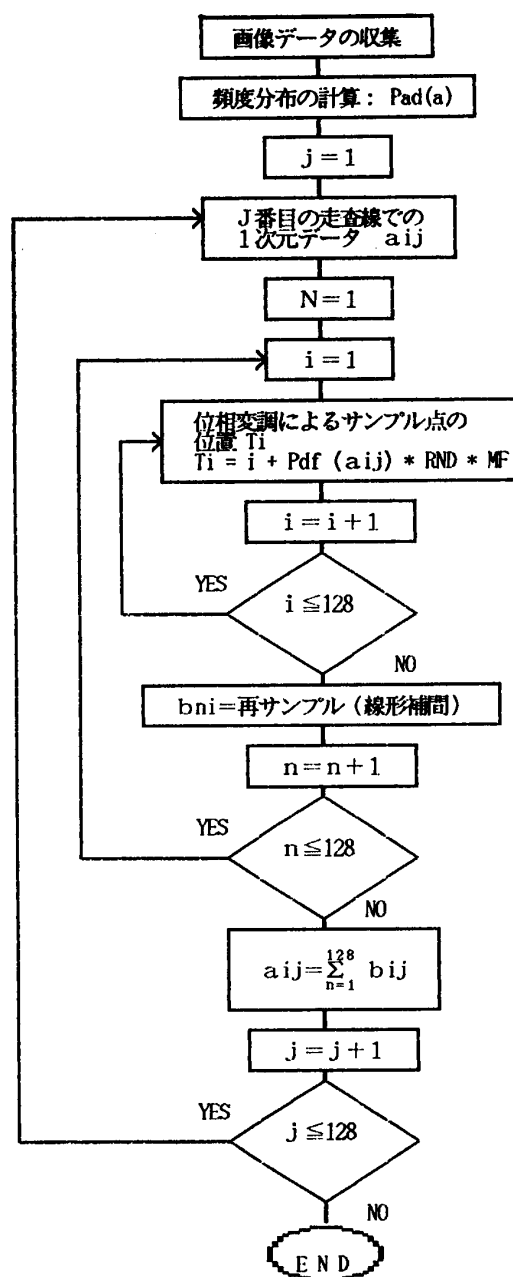 画像データの収集
頻度分布の計算： Pad(a)
j＝1
J番目の走査線での
1次元データ aij
N＝1
i＝1
位相変調によるサンプル点の
位置 Ti
Ti = i + Pdf (aij) * RND * MF
i＝i＋1
YES
i≦128
NO
bni＝再サンプル（線形補間）
n＝n＋1
YES
n≦128
NO
aij＝Σ bij
128
n＝1
j＝j＋1
YES
j≦128
NO
END